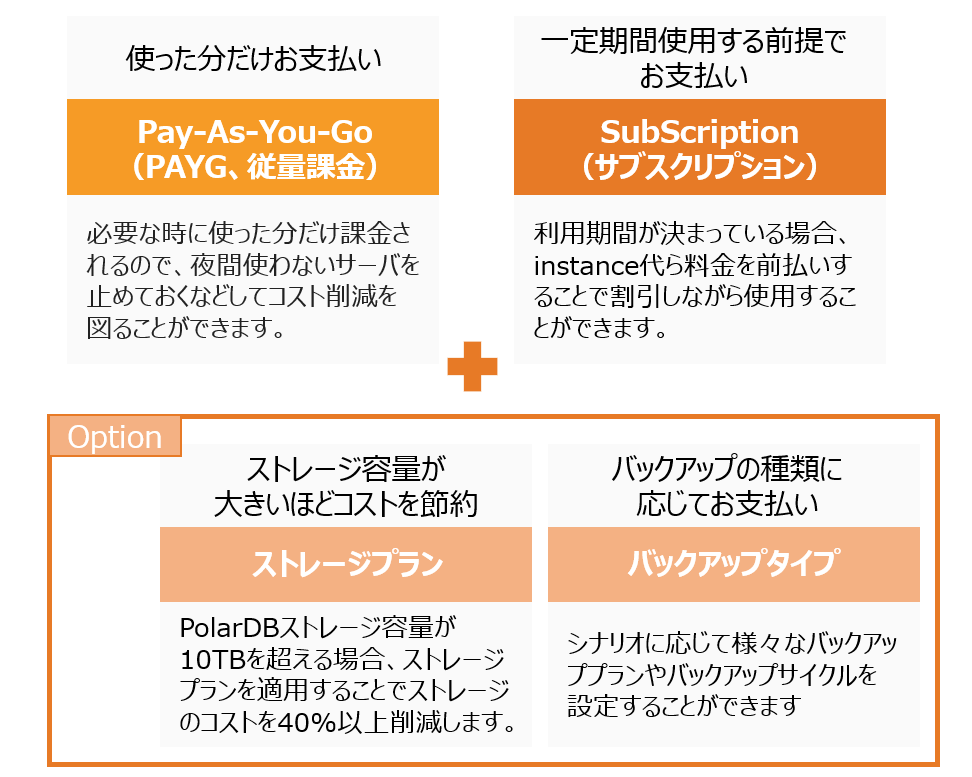 使った分だけお支払い
Pay-As-You-Go
（PAYG、従量課金）
必要な時に使った分だけ課金さ
れるので、夜間使わないサーバを
止めておくなどしてコスト削減を
図ることができます。
一定期間使用する前提で
お支払い
SubScription
（サブスクリプション）
利用期間が決まっている場合、
instance代ら料金を前払いす
ることで割引しながら使用するこ
とができます。
Option
ストレージ容量が
大きいほどコストを節約
ストレージプラン
PolarDBストレージ容量が
10TBを超える場合、ストレージ
プランを適用することでストレージ
のコストを40%以上削減します。
バックアップの種類に
応じてお支払い
バックアップタイプ
シナリオに応じて様々なバックアッ
ププランやバックアップサイクルを
設定することができます